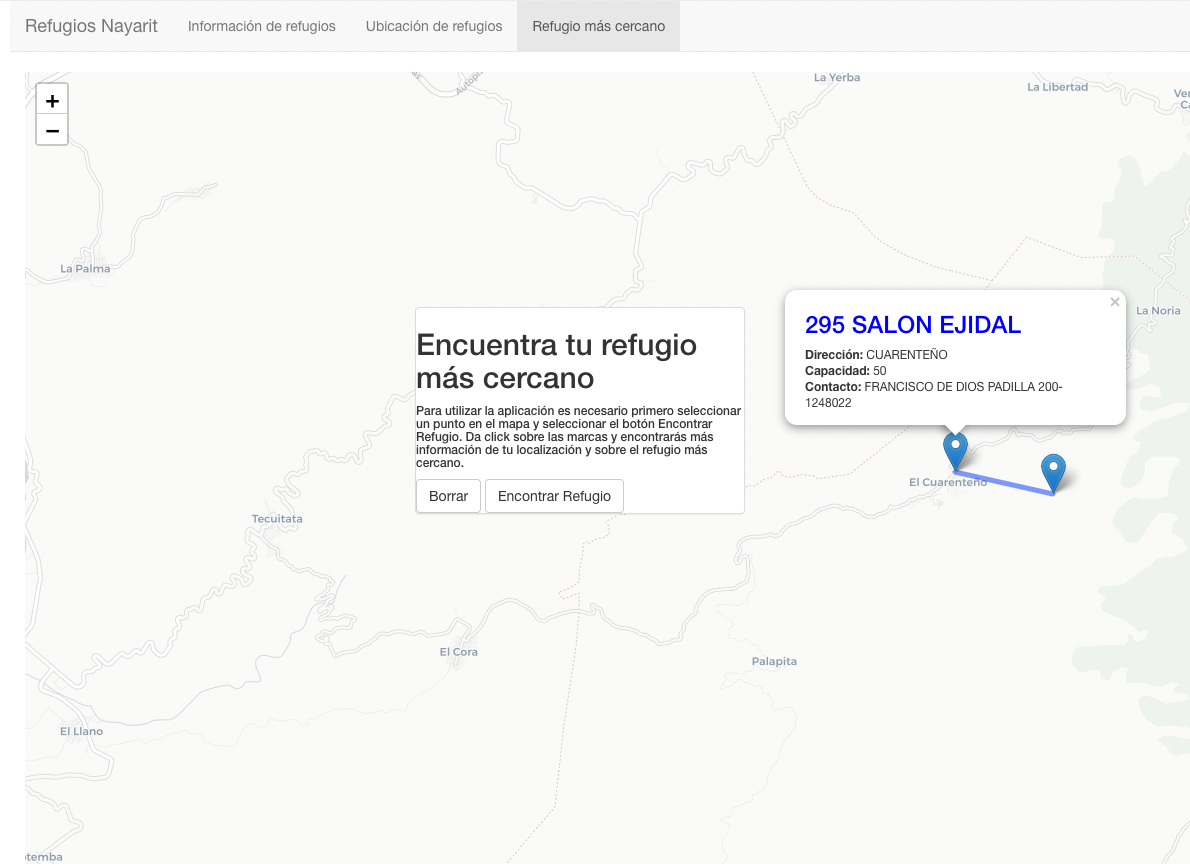 Refugios Nayarit
Información de refugios
Ubicación de refugios
Refugio más cercano
+
−
La Yerba
La Libertad
La Palma
La Noria
295 SALON EJIDAL
×
Dirección: CUARENTEÑO
Capacidad: 50
Contacto: FRANCISCO DE DIOS PADILLA 200-
1248022
Encuentra tu refugio
más cercano
Para utilizar la aplicación es necesario primero seleccionar
un punto en el mapa y seleccionar el botón Encontrar
Refugio. Da click sobre las marcas y encontrarás más
información de tu localización y sobre el refugio más
cercano.
Borrar
Encontrar Refugio
El Cuarenteño
Tecuitata
El Cora
Palapita
El Llano